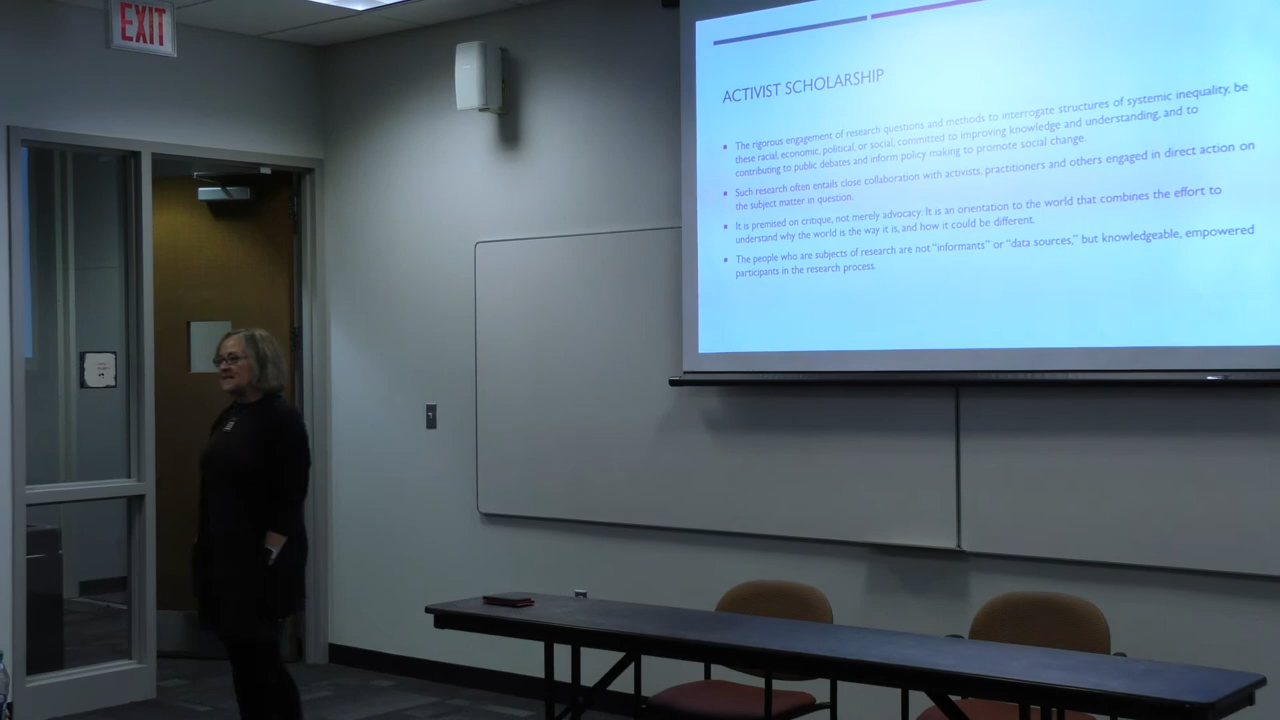 EXIT
ACTIVIST SCHOLARSHIP
The rigorous engagement of research questions and methods to interrogate structures of systemic inequality, be
these racial, economic, political, or social, committed to improving knowledge and understanding, and to
contributing to public debates and inform policy making to promote social change.
Such research often entails close collaboration with activists, practitioners and others engaged in direct action on
the subject matter in question.
It is premised on critique, not merely advocacy: It is an orientation to the world that combines the effort to
understand why the world is the way it is, and how it could be different.
The people who are subjects of research are not "informants" or "data sources," but knowledgeable, empowered
participants in the research process.